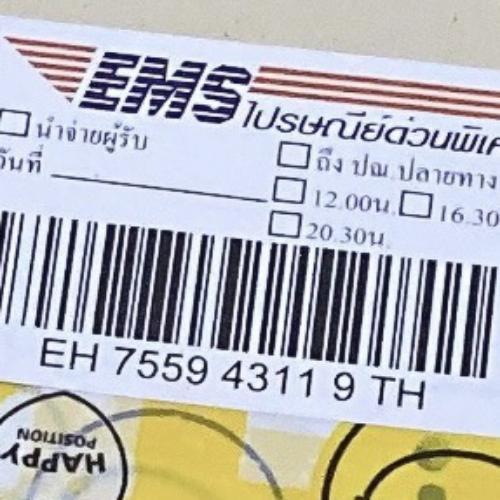 EMS ไปรษณีย์ด่วนพิเศ
นำจ่ายผู้รับ
ถึง ปณ.ปลายทาง
วันที่
12.00น. 16.30
20.30น.
EH 7559 4311 9 TH
HAPPY
POSITION